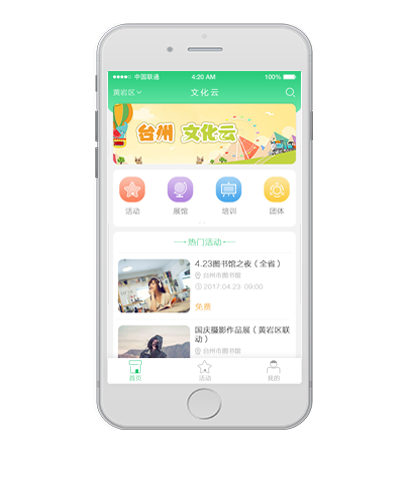 中国联通 4:20 AM 100%
黄岩区 文化云
台州 文化云
活动 展馆 培训 团体
热门活动
4.23图书馆之夜（全省）
台州市图书馆
2017.04.23 09:00
免费
国庆摄影作品展（黄岩区联
动）
台州市图书馆
首页 活动 我的